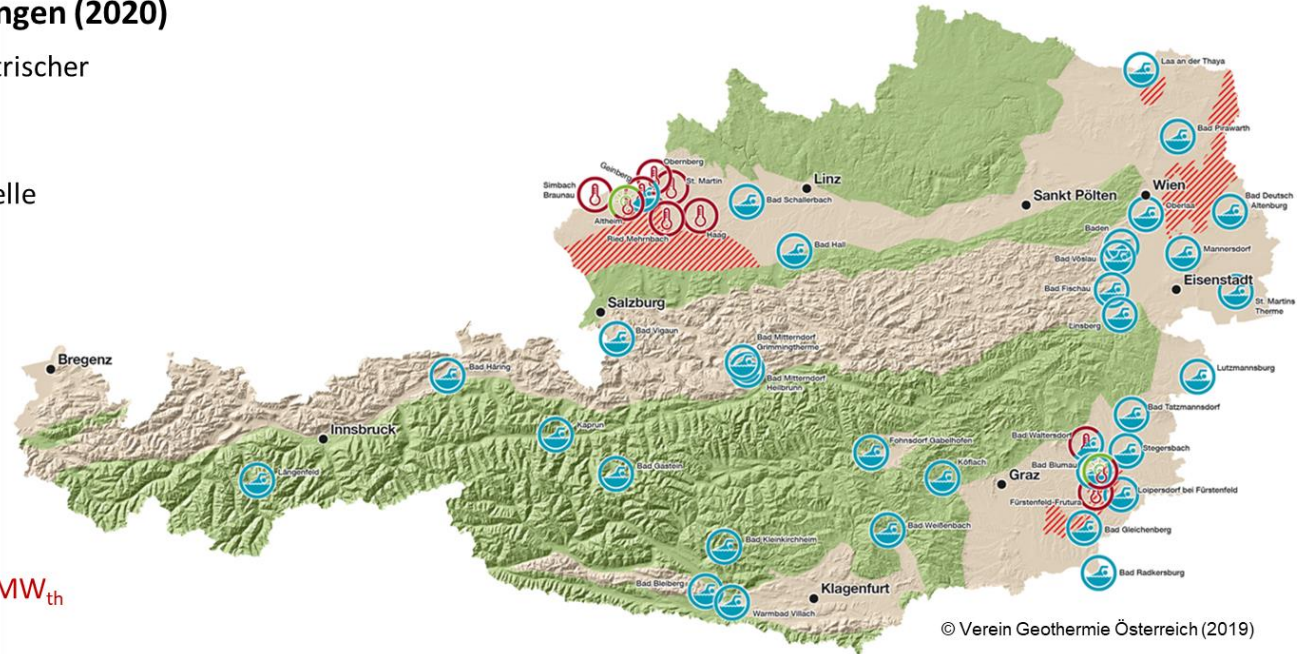 ngen (2020)
trischer
elle
MWth
Laa an der Thaya
Bad Pirawarth
Obernberg
Geinberg
St. Martin
Simbach
Braunau
Altheim
Haag
Ried Mehrnbach
Linz
Bad Schallerbach
Bad Hall
Sankt Pölten
Wien
Oberlaa
Bad Deutsch
Altenburg
Baden
Bad Vöslau
Mannersdorf
Bad Fischau
Eisenstadt
St. Martins
Therme
Linsberg
Salzburg
Bad Vigaun
Bad Mitterndorf
Grimmingtherme
Bad Mitterndorf
Heilbrunn
Bregenz
Bad Häring
Lutzmannsburg
Innsbruck
Kaprun
Bad Tatzmannsdorf
Längenfeld
Bad Gastein
Fohnsdorf Gabelhofen
Köflach
Bad Waltersdorf
Stegersbach
Graz
Bad Blumau
Loipersdorf bei Fürstenfeld
Fürstenfeld-Frutura
Bad Gleichenberg
Bad Weißenbach
Bad Kleinkirchheim
Bad Radkersburg
Bad Bleiberg
Klagenfurt
Warmbad Villach
© Verein Geothermie Österreich (2019)